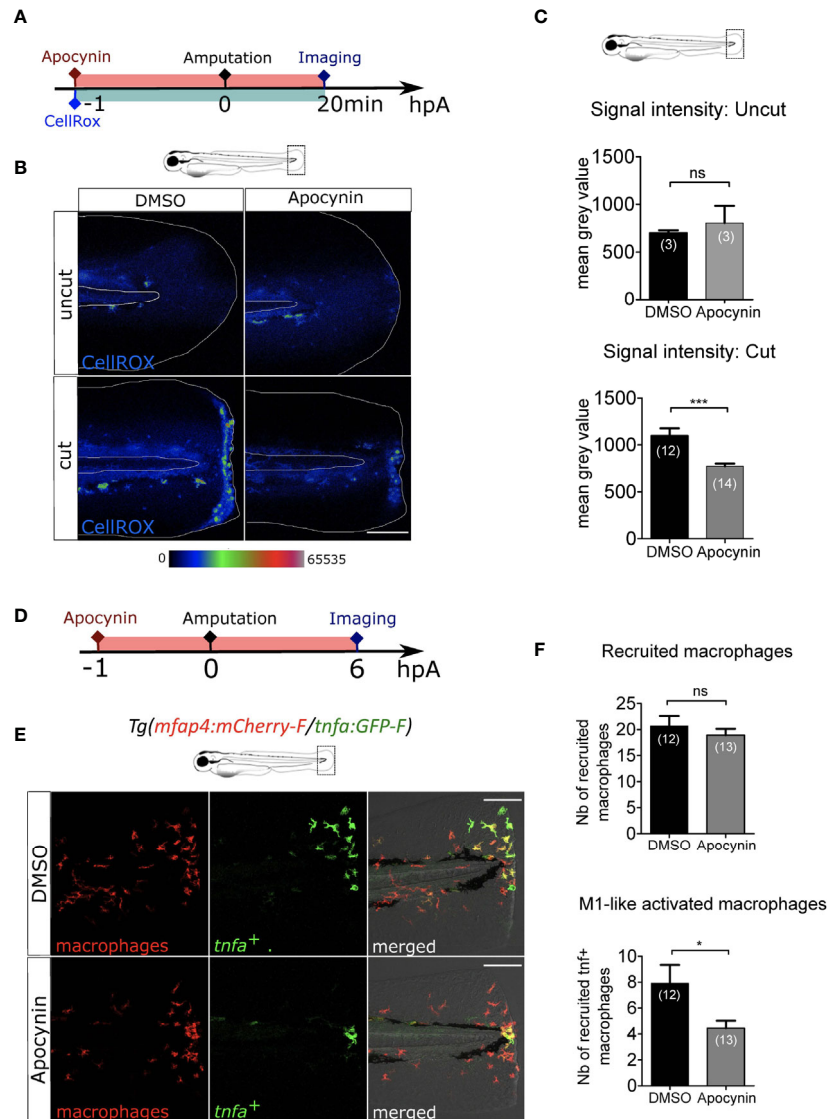 A
Apocynin
Amputation
Imaging
-1
0
20min
hpA
CellRox
B
DMSO
Apocynin
uncut
CellROX
cut
CellROX
0
65535
C
Signal intensity: Uncut
mean grey value
1500
1000
500
0
ns
(3)
(3)
DMSO Apocynin
Signal intensity: Cut
mean grey value
1500
1000
500
0
***
(12)
(14)
DMSO Apocynin
D
Apocynin
Amputation
Imaging
-1
0
6
hpA
E
Tg(mfap4:mCherry-F/tnfa:GFP-F)
DMSO
macrophages
tnfa+ .
merged
Apocynin
macrophages
tnfa+
merged
F
Recruited macrophages
Nb of recruited
macrophages
25
20
15
10
5
0
ns
(12)
(13)
DMSO Apocynin
M1-like activated macrophages
Nb of recruited tnf+
macrophages
10
8
6
4
2
0
*
(12)
(13)
DMSO Apocynin